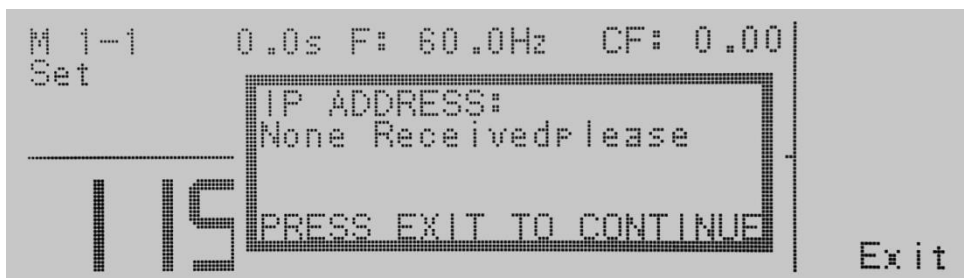 M 1-1 0.0s F: 60.0Hz CF: 0.00
Set
IP ADDRESS:
None Receivedplease
PRESS EXIT TO CONTINUE
115
Exit